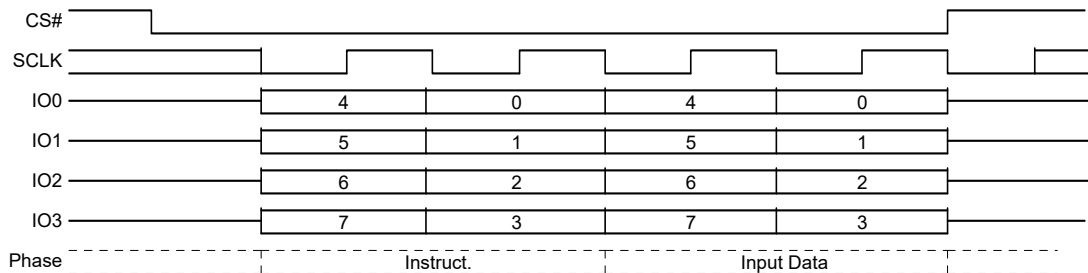 CS#
SCLK
IO0 4 0 4 0
IO1 5 1 5 1
IO2 6 2 6 2
IO3 7 3 7 3
Phase Instruct. Input Data